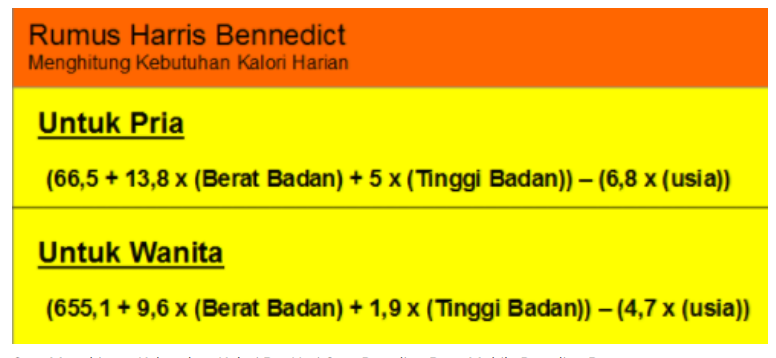 Rumus Harris Bennedict
Menghitung Kebutuhan Kalori Harian
Untuk Pria
(66,5 + 13,8 x (Berat Badan) + 5 x (Tinggi Badan)) – (6,8 x (usia))
Untuk Wanita
(655,1 + 9,6 x (Berat Badan) + 1,9 x (Tinggi Badan)) – (4,7 x (usia))